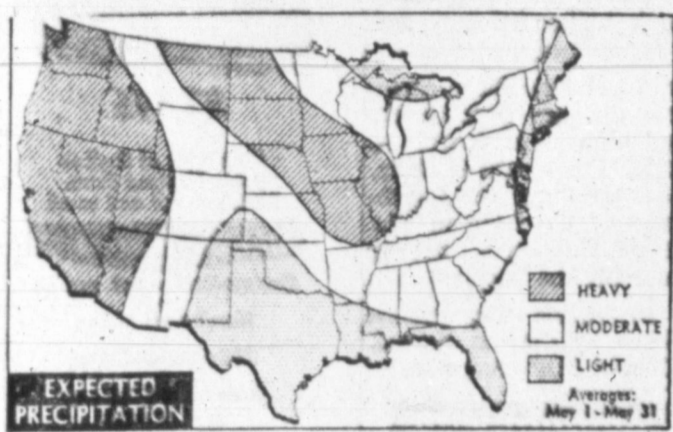 HEAVY
MODERATE
LIGHT
Averages:
May 1 - May 31
EXPECTED
PRECIPITATION